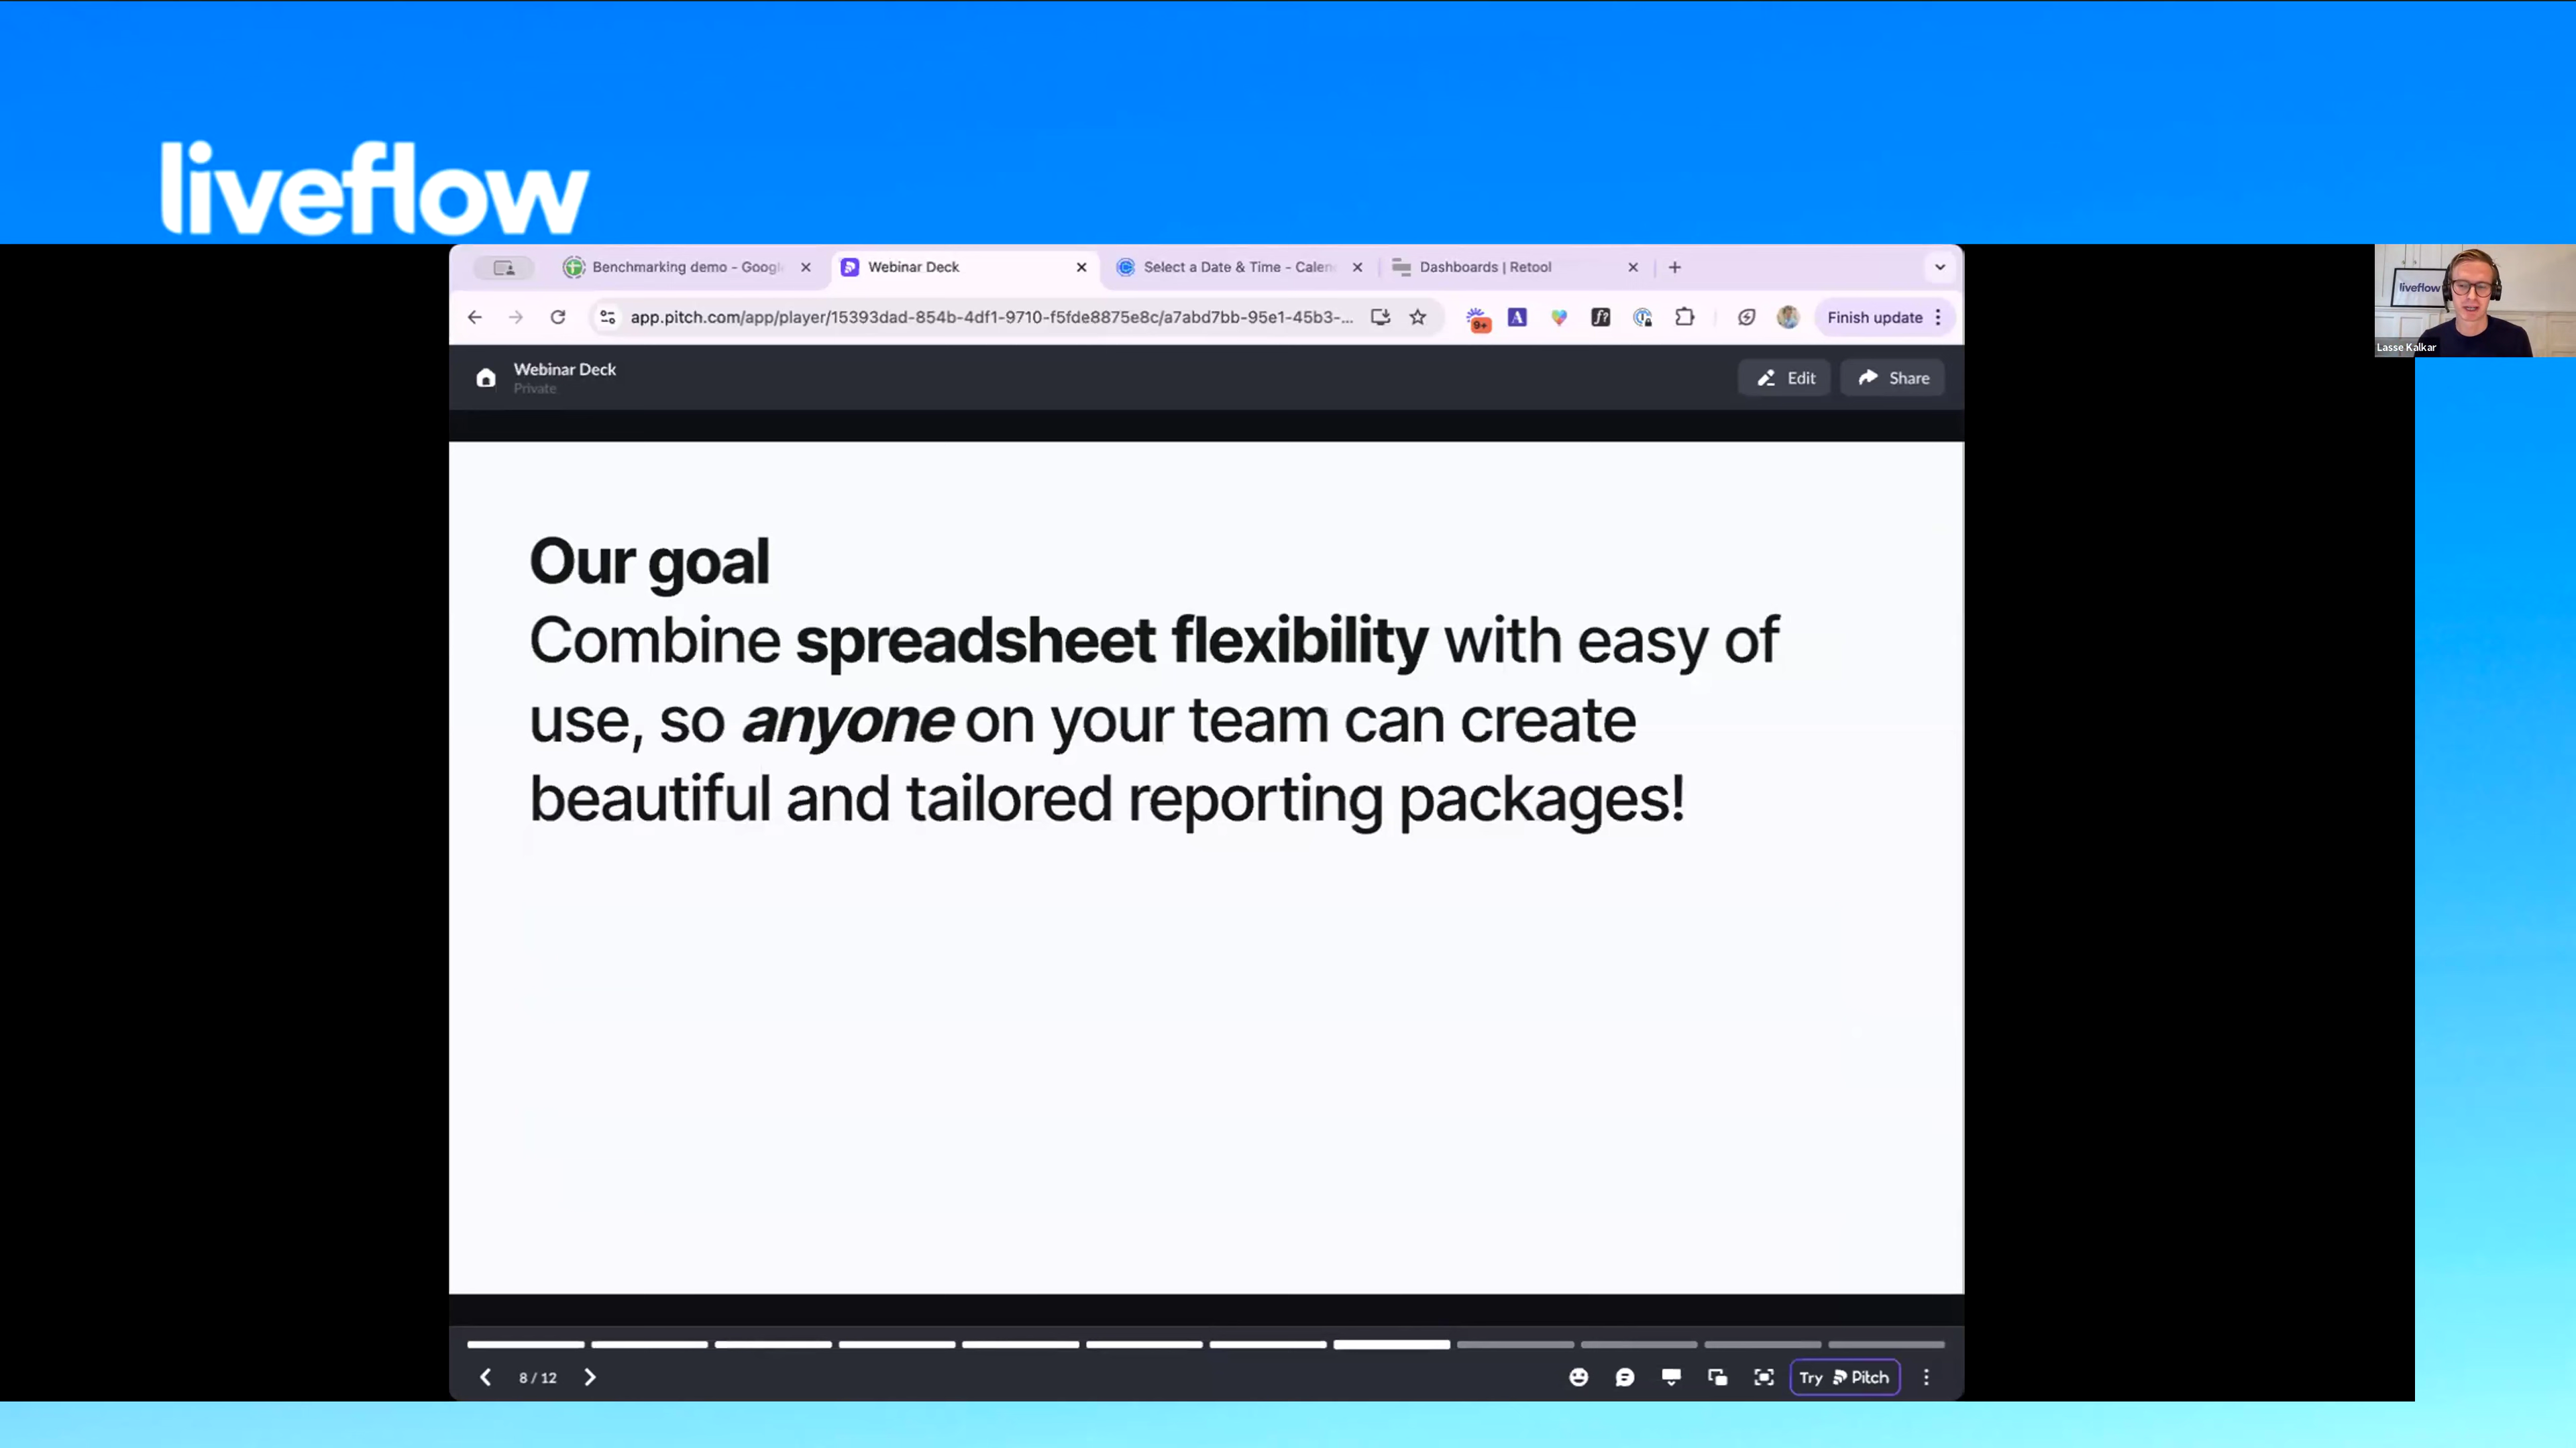 liveflow
Benchmarking demo - Googl
Webinar Deck
Select a Date & Time - Calen
Dashboards | Retool
app.pitch.com/app/player/15393dad-854b-4df1-9710-f5fde8875e8c/a7abd7bb-95e1-45b3-...
9+
A
f?
Finish update
liveflow
Lasse Kalkar
Webinar Deck
Private
Edit
Share
Our goal
Combine spreadsheet flexibility with easy of
use, so anyone on your team can create
beautiful and tailored reporting packages!
8 / 12
Try Pitch